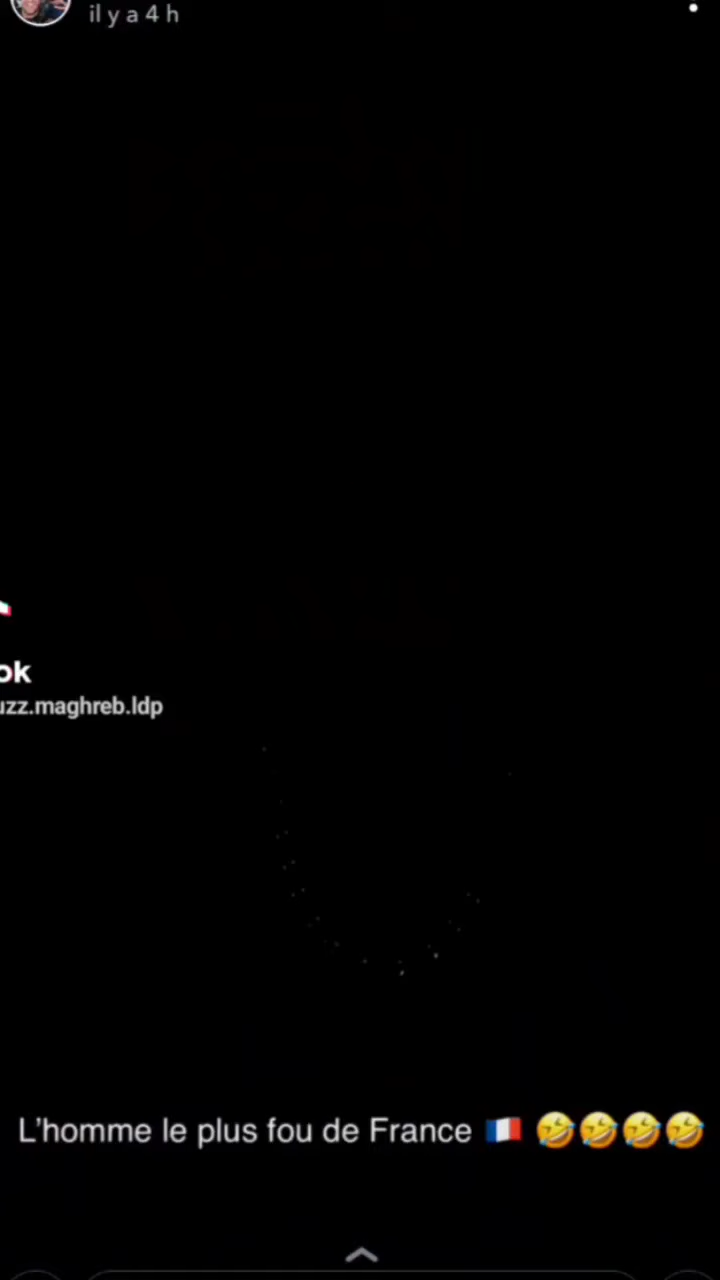 il y a 4 h
ok
uzz.maghreb.ldp
L'homme le plus fou de France 🇫🇷 🤣🤣🤣🤣